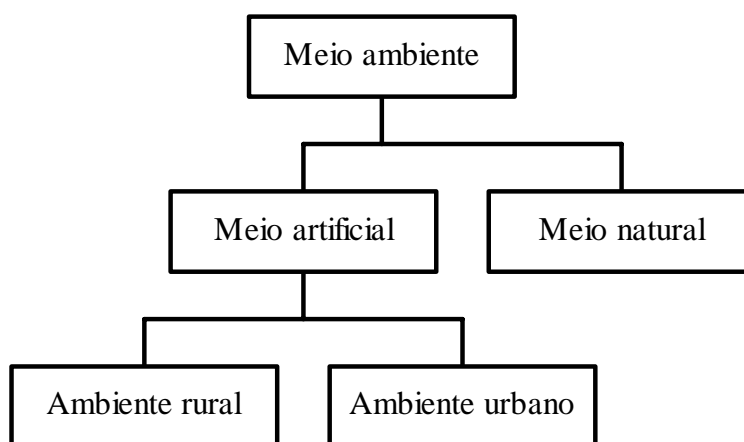 Meio ambiente
Meio artificial
Meio natural
Ambiente rural
Ambiente urbano